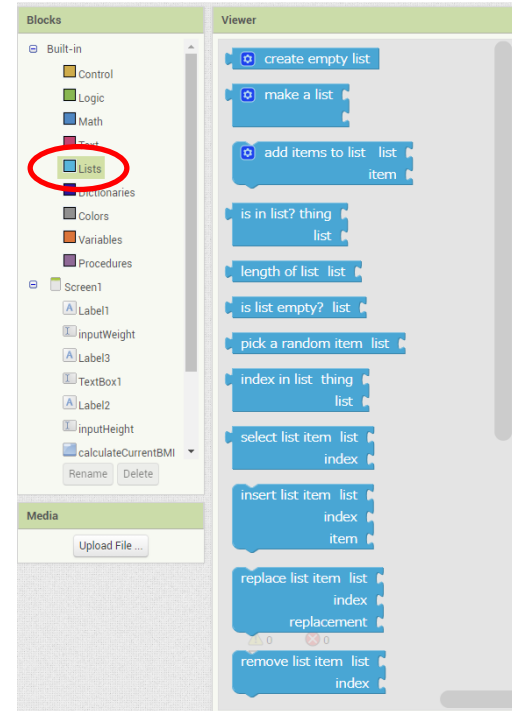 Blocks
Built-in
Control
Logic
Math
Text
Lists
Dictionaries
Colors
Variables
Procedures
Screen1
A Label1
inputWeight
A Label3
TextBox1
A Label2
inputHeight
calculateCurrentBMI
Rename Delete
Media
Upload File ...
Viewer
create empty list
make a list
add items to list list
item
is in list? thing
list
length of list list
is list empty? list
pick a random item list
index in list thing
list
select list item list
index
insert list item list
index
item
replace list item list
index
replacement
0 0
remove list item list
index